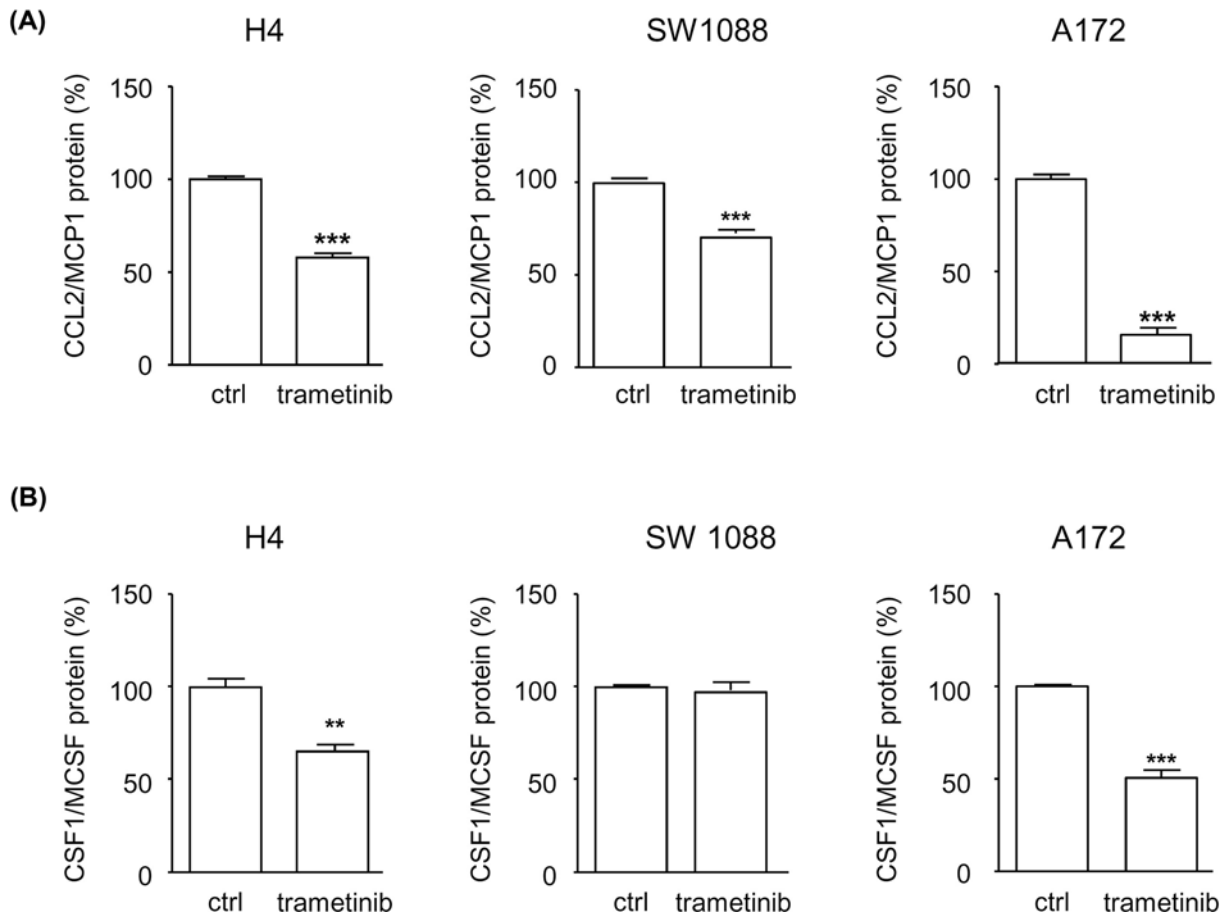 (A)
H4
SW1088
A172
CCL2/MCP1 protein (%)
150
100
50
0
***
ctrl
trametinib
CCL2/MCP1 protein (%)
150
100
50
0
***
ctrl
trametinib
CCL2/MCP1 protein (%)
150
100
50
0
***
ctrl
trametinib
(B)
H4
SW 1088
A172
CSF1/MCSF protein (%)
150
100
50
0
**
ctrl
trametinib
CSF1/MCSF protein (%)
150
100
50
0
ctrl
trametinib
CSF1/MCSF protein (%)
150
100
50
0
***
ctrl
trametinib